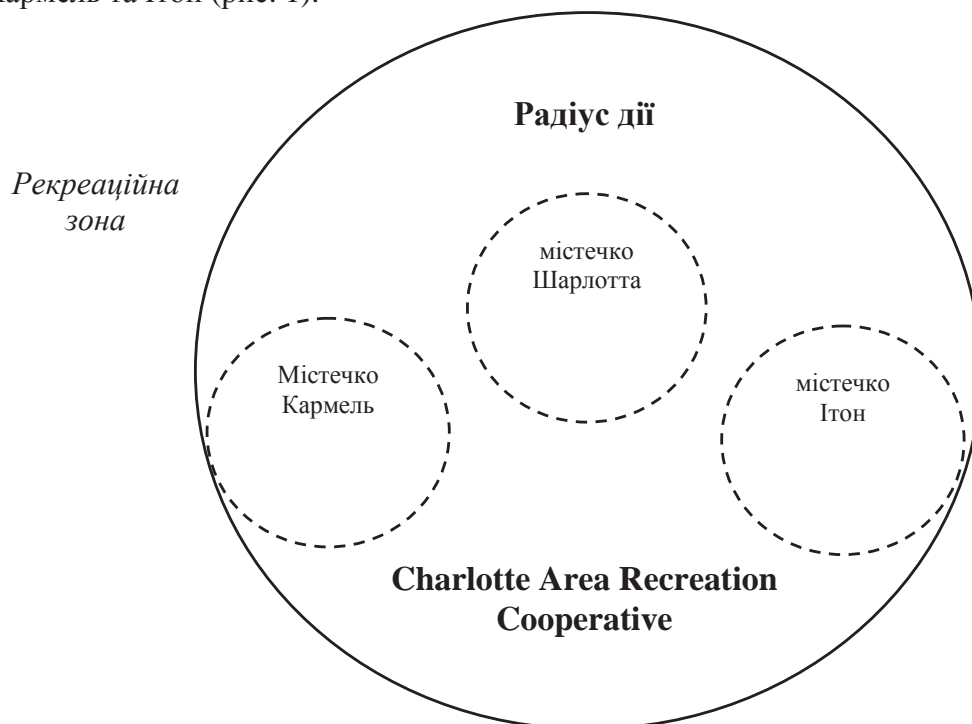 Кармель та Ітон (рис. 1).
Радіус дії
Рекреаційна
зона
містечко
Шарлотта
Містечко
Кармель
містечко
Ітон
Charlotte Area Recreation
Cooperative